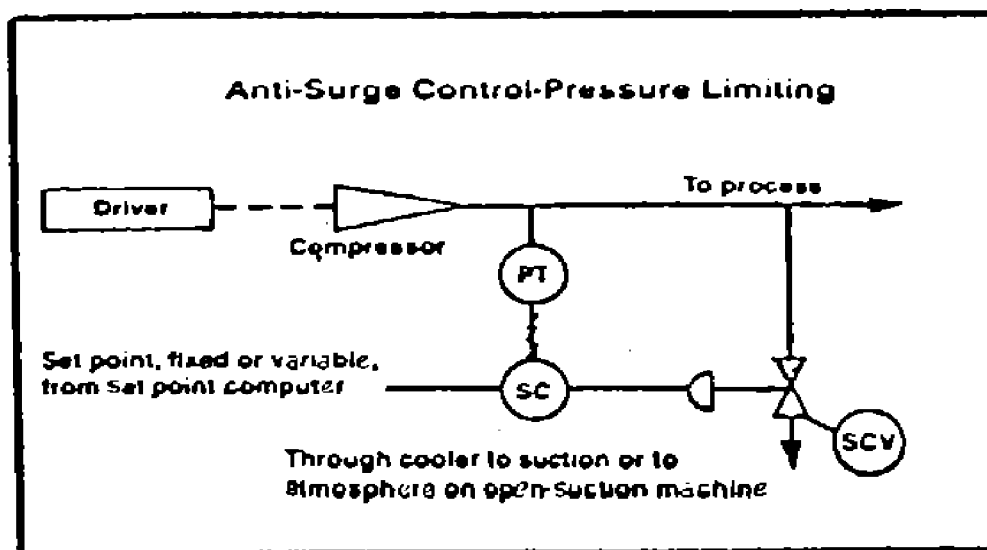 Anti-Surge Control-Pressure Limiting
To process
Driver
Compressor
PT
Set point, fixed or variable,
from Set point computer
SC
SCV
Through cooler to suction or to
atmosphere on open-suction machine